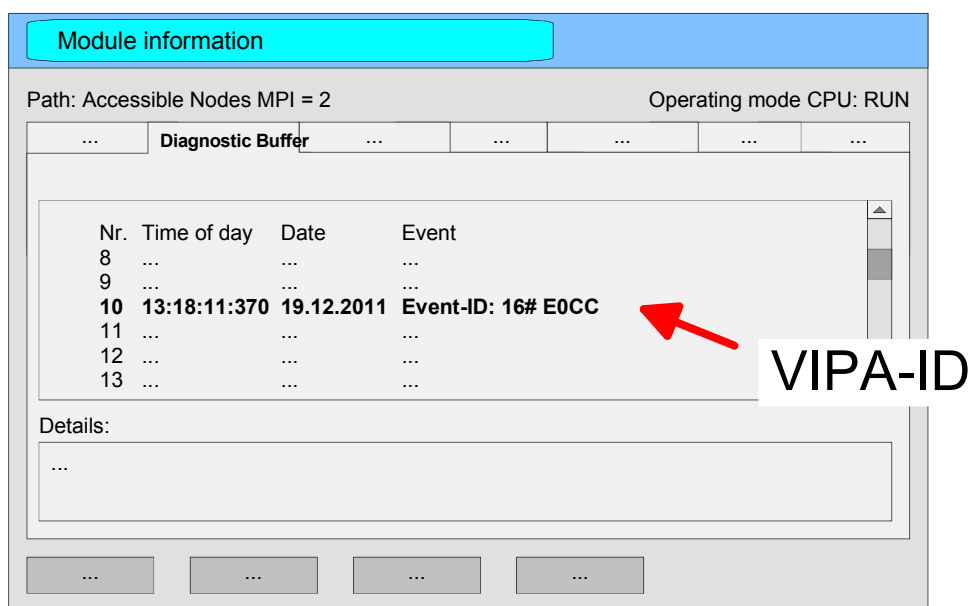 Module information
Path: Accessible Nodes MPI = 2 Operating mode CPU: RUN
... Diagnostic Buffer ... ... ... ... ...
Nr. Time of day Date Event
8 ... ... ...
9 ... ... ...
10 13:18:11:370 19.12.2011 Event-ID: 16# E0CC
11 ... ... ...
12 ... ... ...
13 ... ... ...
VIPA-ID
Details:
...
... ... ... ...